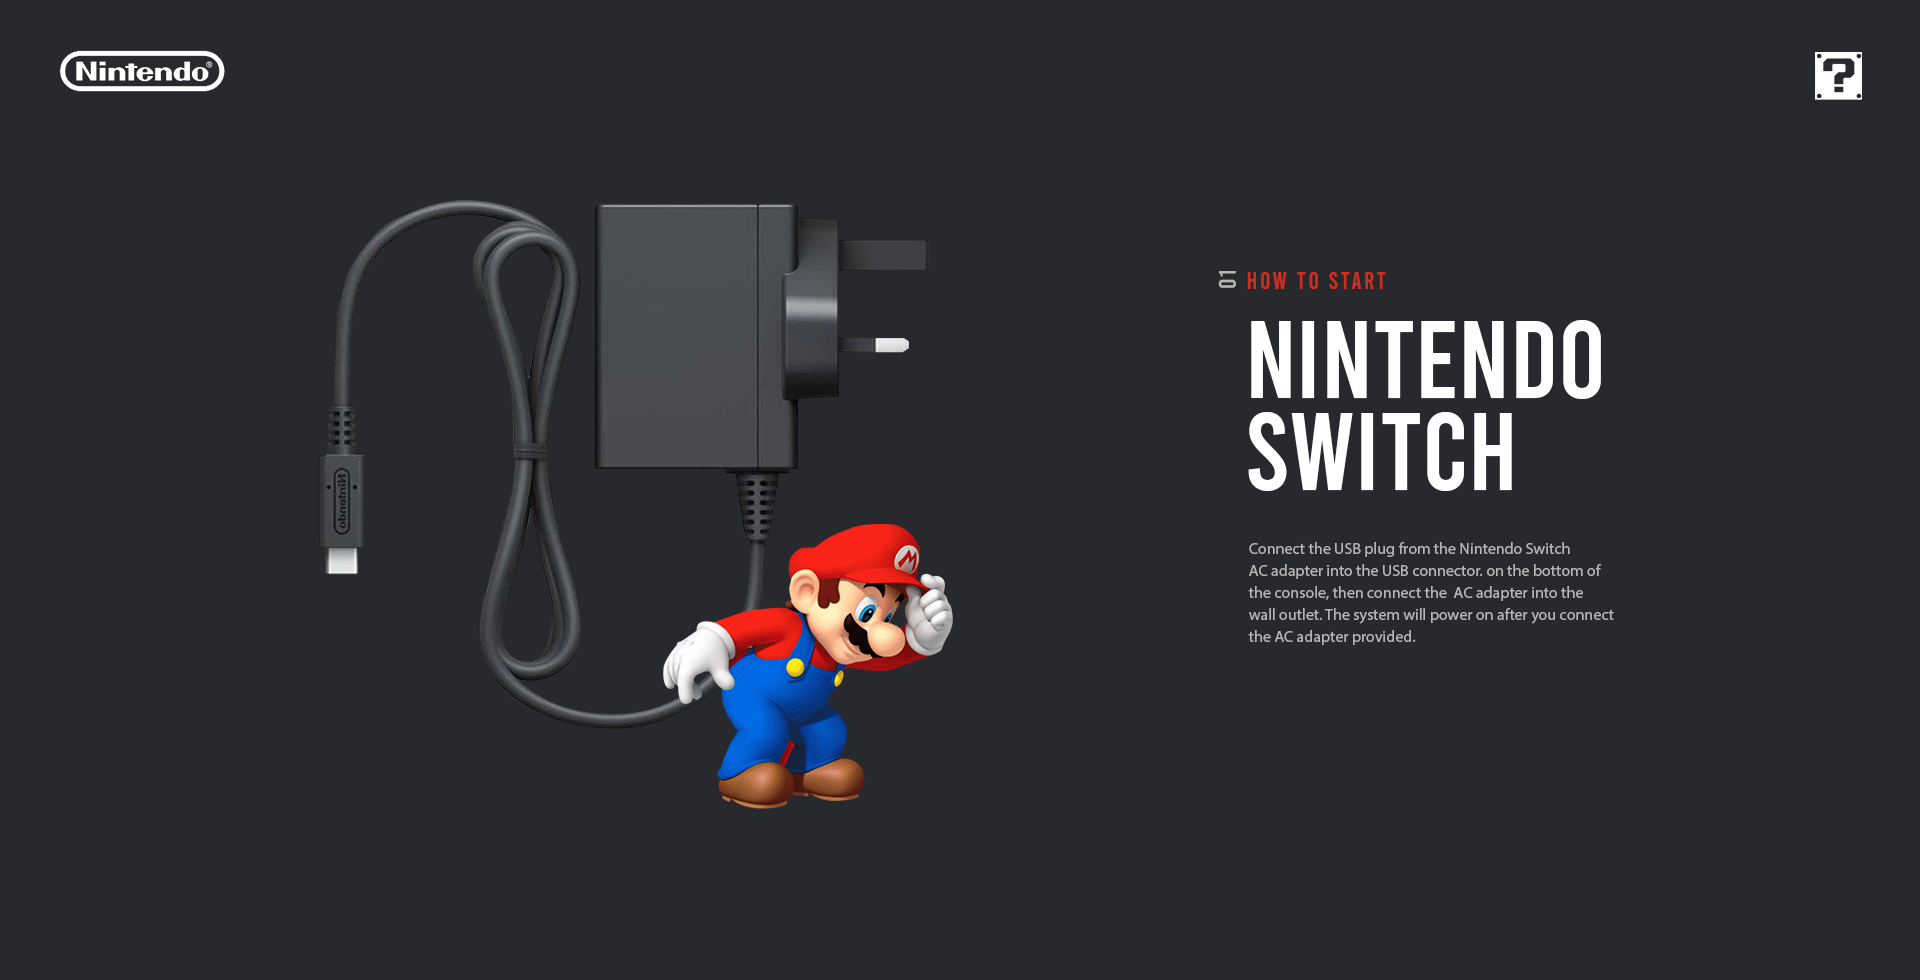 Nintendo®
?
01 HOW TO START
NINTENDO
SWITCH
Connect the USB plug from the Nintendo Switch
AC adapter into the USB connector. on the bottom of
the console, then connect the  AC adapter into the
wall outlet. The system will power on after you connect
the AC adapter provided.
Nintendo
M